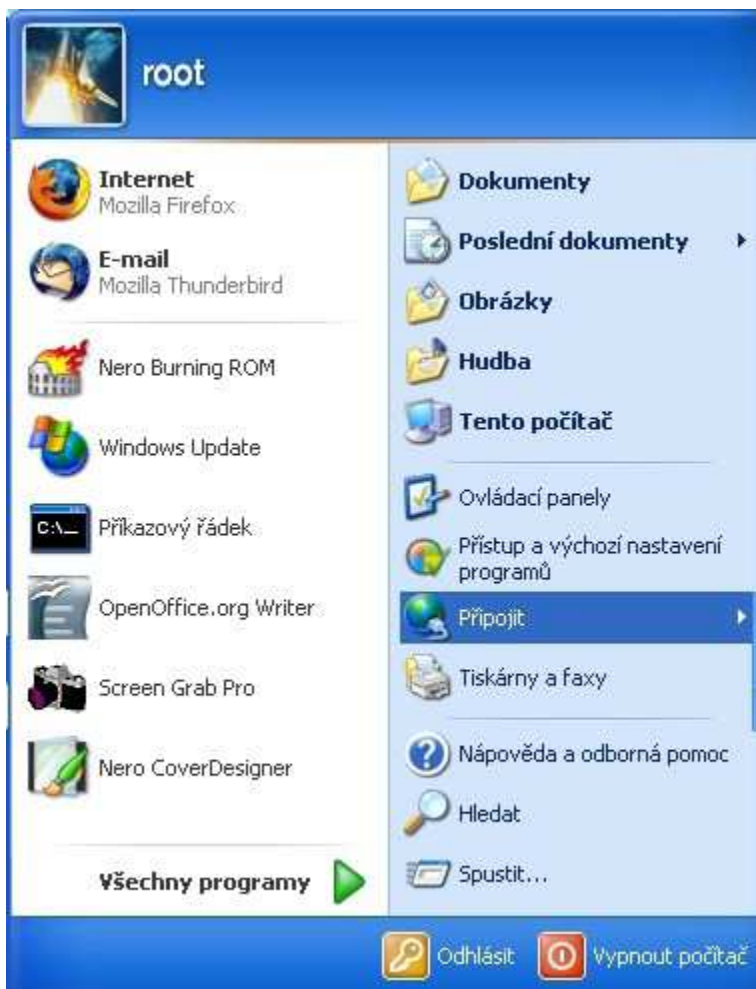 root
Internet
Mozilla Firefox
E-mail
Mozilla Thunderbird
Nero Burning ROM
Windows Update
C:\_
Příkazový řádek
OpenOffice.org Writer
Screen Grab Pro
Nero CoverDesigner
Všechny programy
Dokumenty
Poslední dokumenty
Obrázky
Hudba
Tento počítač
Ovládací panely
Přístup a výchozí nastavení
programů
Připojit
Tiskárny a faxy
Nápověda a odborná pomoc
Hledat
Spustit...
Odhlásit
Vypnout počítač